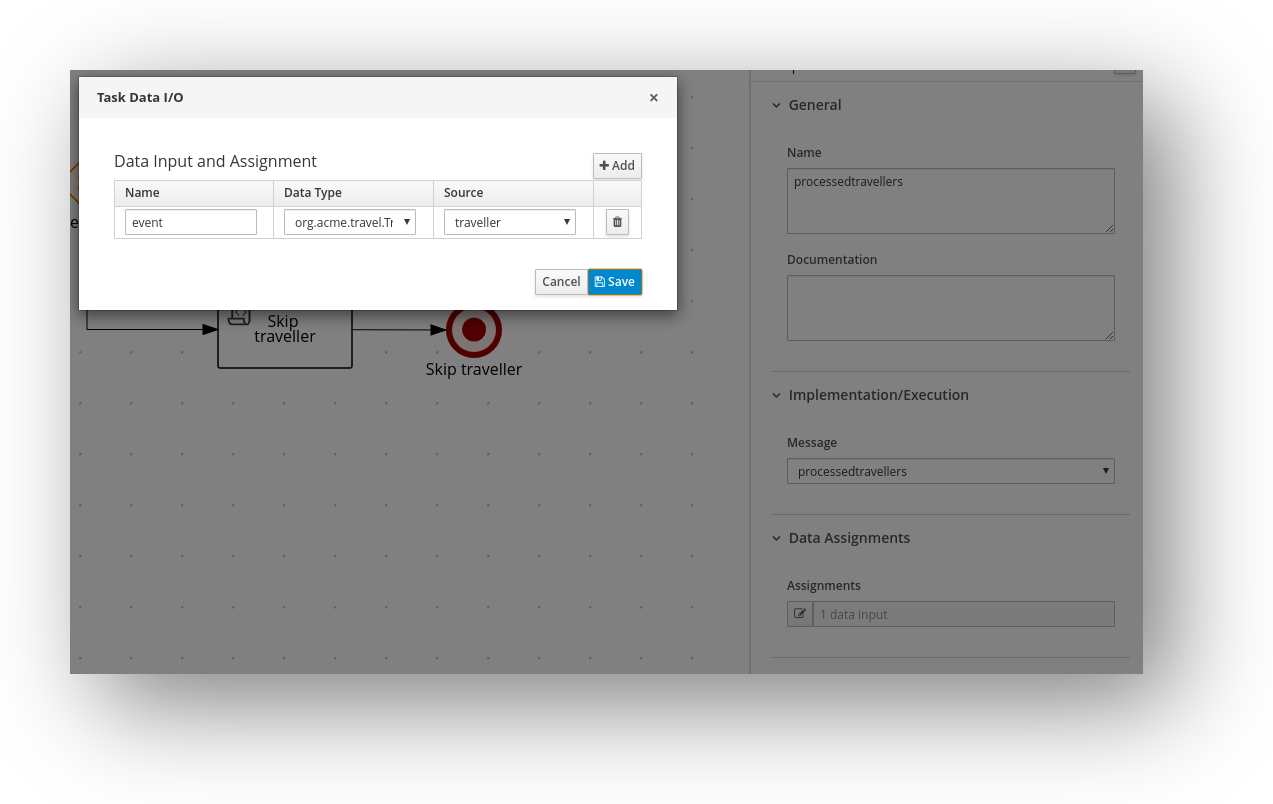 Task Data I/O ×
Data Input and Assignment
Add
Name Data Type Source
event org.acme.travel.Tr traveller
Cancel Save
Skip
traveller
Skip traveller
General
Name
processedtravellers
Documentation
Implementation/Execution
Message
processedtravellers
Data Assignments
Assignments
1 data input